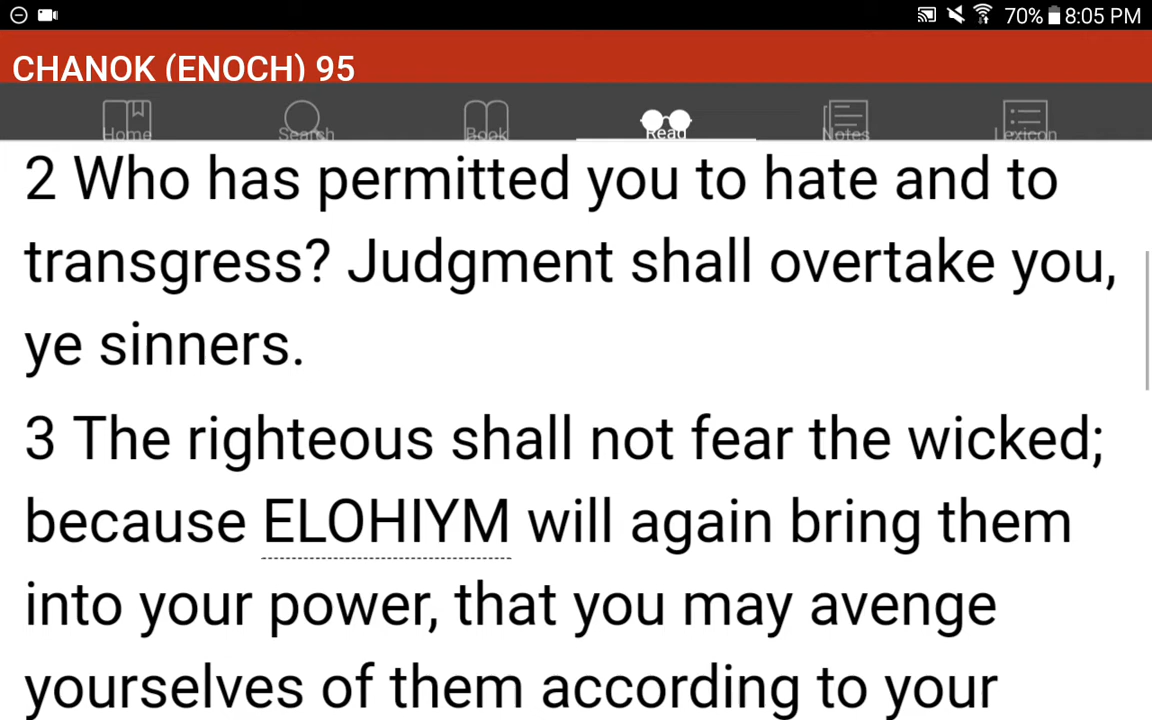 70% 8:05 PM
CHANOK (ENOCH) 95
Home Search Book Read Notes Lexicon
2 Who has permitted you to hate and to
transgress? Judgment shall overtake you,
ye sinners.
3 The righteous shall not fear the wicked;
because ELOHIYM will again bring them
into your power, that you may avenge
yourselves of them according to your